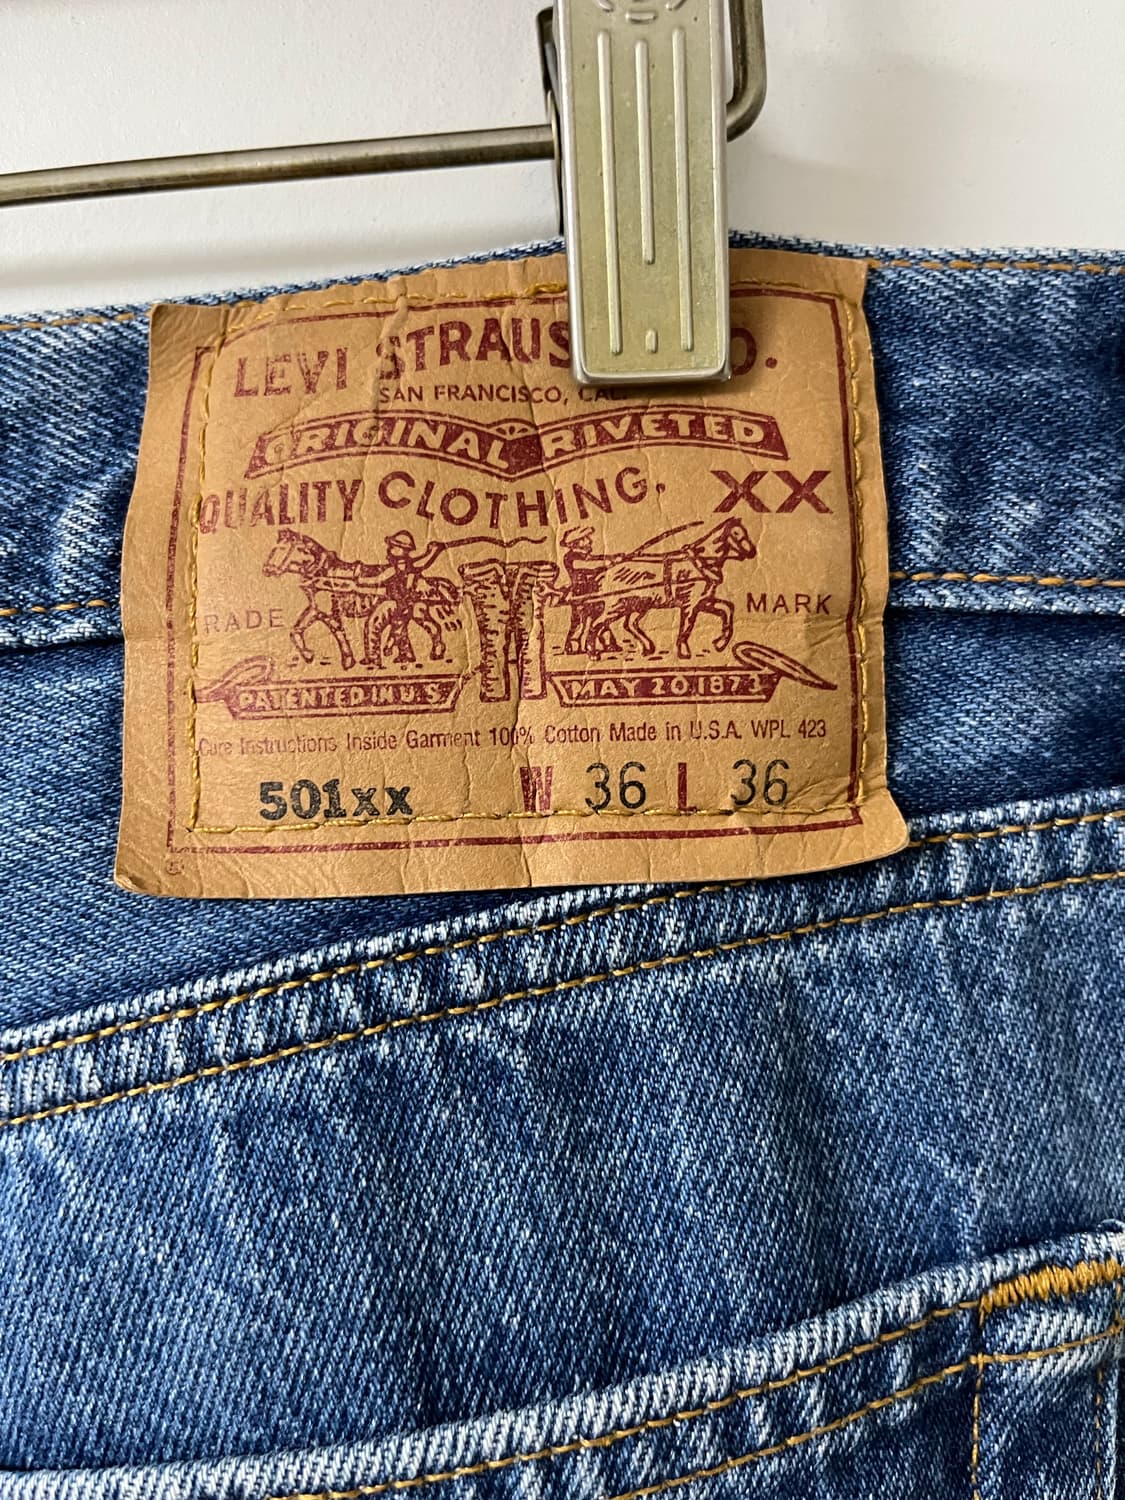 LEVI STRAUS O.
SAN FRANCISCO, CAL.
ORIGINAL RIVETED
QUALITY CLOTHING. XX
RADE MARK
PATENTED IN U S MAY 20 1873
Care Instructions Inside Garment 100% Cotton Made in U.S.A. WPL 423
501xx W 36 L 36